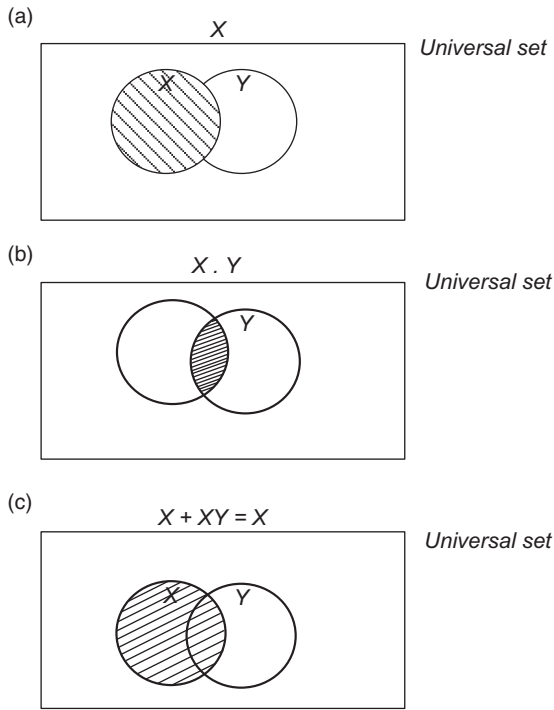 (a)
X
Universal set
X Y
(b)
X . Y
Universal set
Y
(c)
X + XY = X
Universal set
X Y